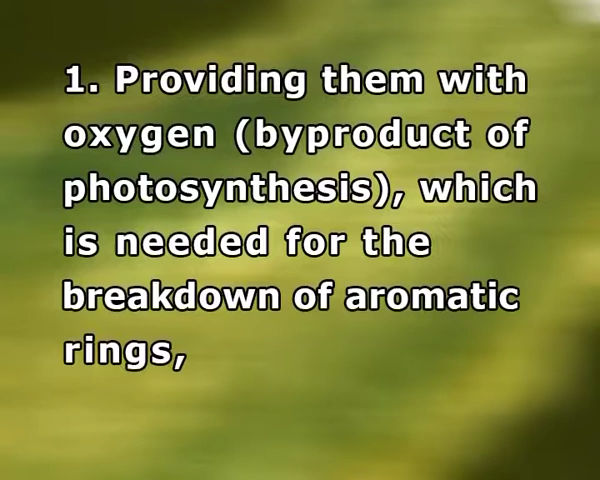 1. Providing them with
oxygen (byproduct of
photosynthesis), which
is needed for the
breakdown of aromatic
rings,